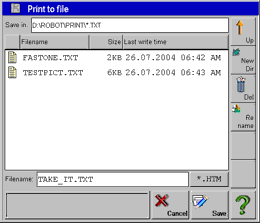 Print to file
Save in: D:\ROBOT\PRINT\*.TXT
Up
Filename Size Last write time
FASTONE.TXT 2KB 26.07.2004 06:42 AM
TESTPICT.TXT 6KB 26.07.2004 06:43 AM
New
Dir
Del
Re
name
Filename: TAKE_IT.TXT *.HTM
Cancel Save